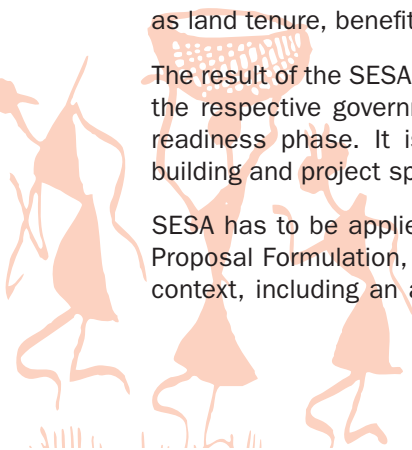 as land tenure, benefit
The result of the SESA
the respective govern
readiness phase. It is
building and project sp
SESA has to be applie
Proposal Formulation,
context, including an a